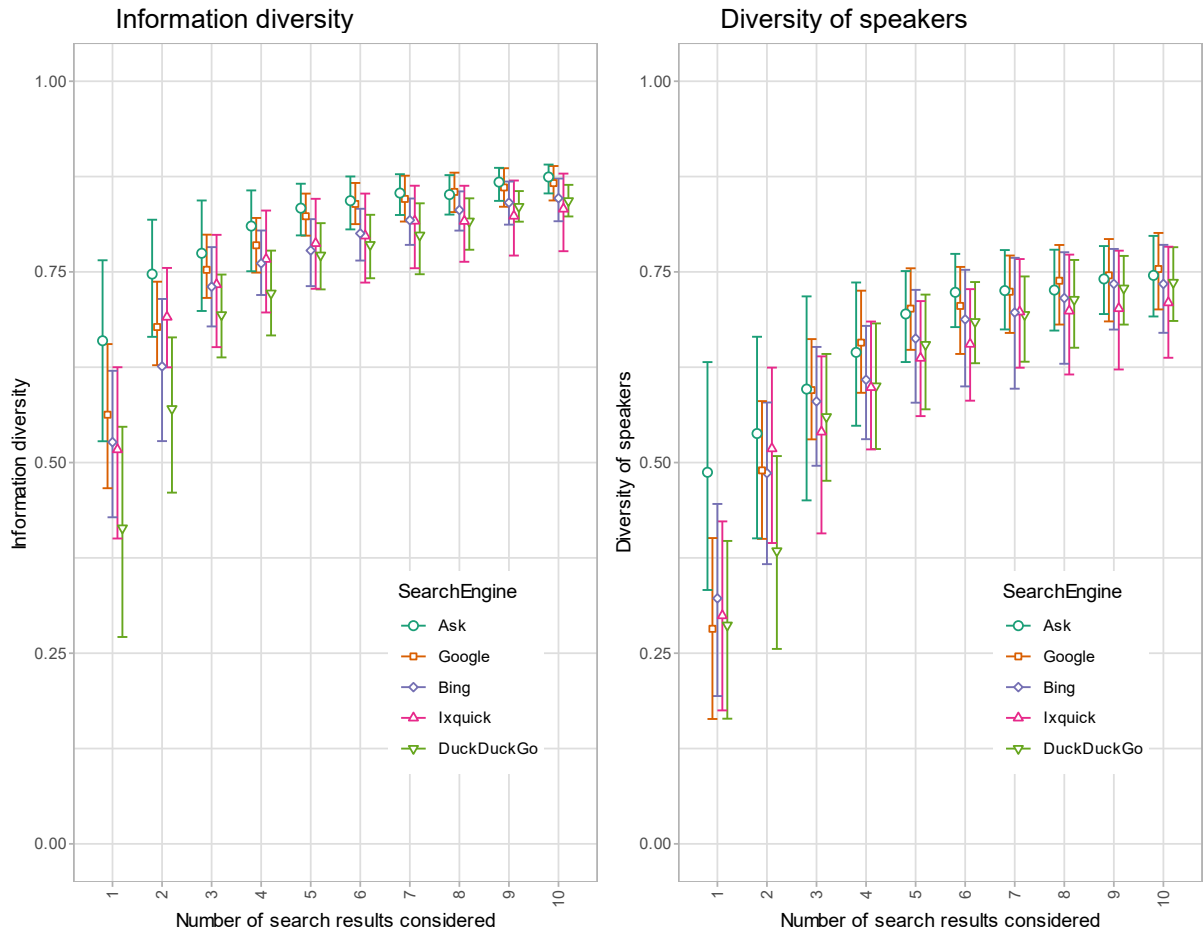 Information diversity
1.00
0.75
0.50
0.25
0.00
Information diversity
SearchEngine
Ask
Google
Bing
Ixquick
DuckDuckGo
1 2 3 4 5 6 7 8 9 10
Number of search results considered
Diversity of speakers
1.00
0.75
0.50
0.25
0.00
Diversity of speakers
SearchEngine
Ask
Google
Bing
Ixquick
DuckDuckGo
1 2 3 4 5 6 7 8 9 10
Number of search results considered